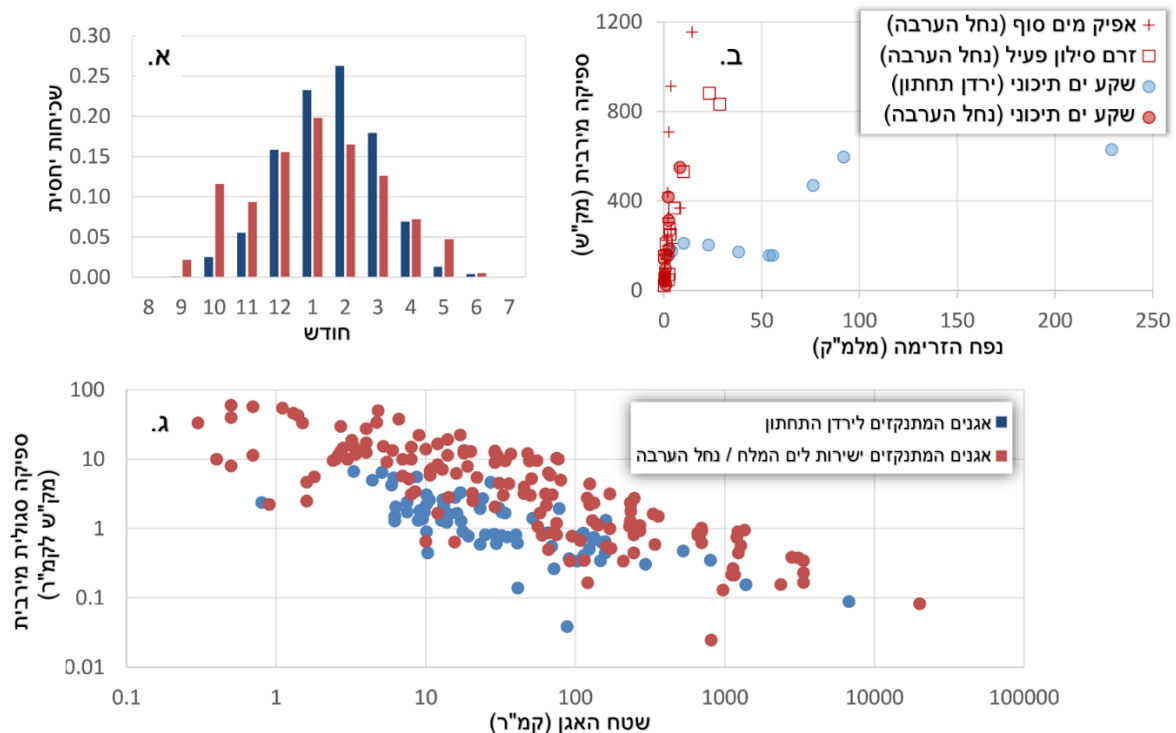 א.
שכיחות יחסית
0.30
0.25
0.20
0.15
0.10
0.05
0.00
8 9 10 11 12 1 2 3 4 5 6 7
חודש
ב.
ספיקה מירבית (מק"ש)
1200
800
400
0
0 50 100 150 200 250
נפח הזרימה (מלמ"ק)
אפיק מים סוף (נחל הערבה)
זרם סילון פעיל (נחל הערבה)
שקע ים תיכוני (ירדן תחתון)
שקע ים תיכוני (נחל הערבה)
ג.
ספיקה סגולית מירבית
(מק"ש לקמ"ר)
100
10
1
0.1
0.01
0.1 1 10 100 1000 10000 100000
שטח האגן (קמ"ר)
אגנים המתנקזים לירדן התחתון
אגנים המתנקזים ישירות לים המלח / נחל הערבה